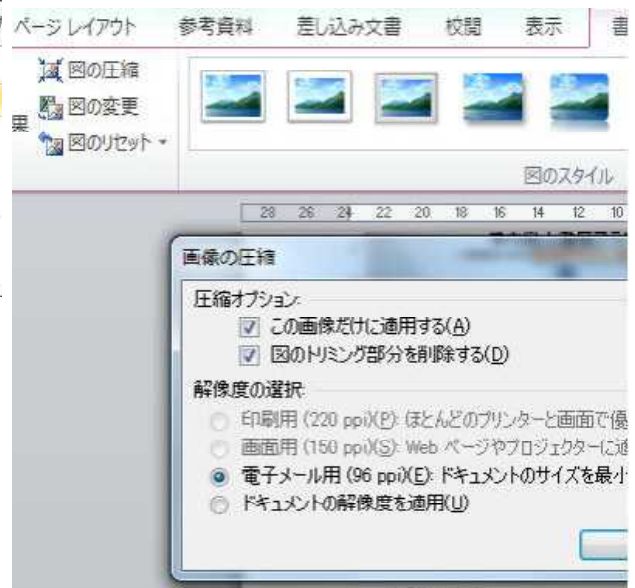 ページ レイアウト 参考資料 差し込み文書 校閲 表示 書
図の圧縮
図の変更
果
図のリセット
図のスタイル
28 26 24 22 20 18 16 14 12 10
画像の圧縮
圧縮オプション:
この画像だけに適用する(A)
図のトリミング部分を削除する(D)
解像度の選択:
印刷用 (220 ppi)(P): ほとんどのプリンターと画面で優
画面用 (150 ppi)(S): Web ページやプロジェクターに適
電子メール用 (96 ppi)(E): ドキュメントのサイズを最小
ドキュメントの解像度を適用(U)